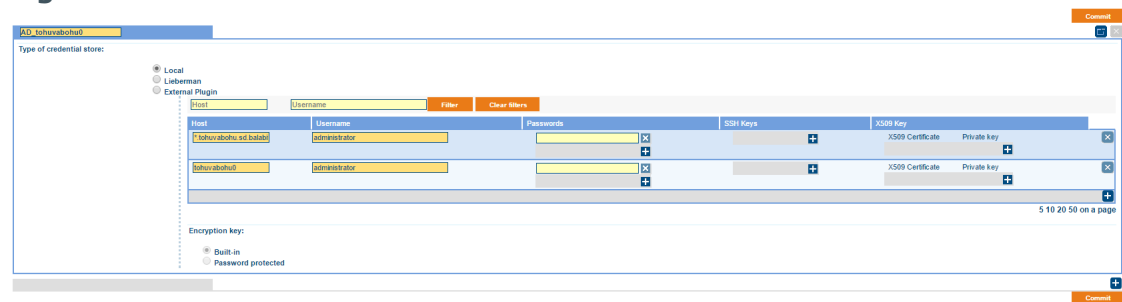 Commit
AD_tohuvabohu0
Type of credential store:
Local
Lieberman
External Plugin
Host Username Filter Clear filters
Host Username Passwords SSH Keys X509 Key
*.tohuvabohu.sd.balabi administrator X509 Certificate Private key
tohuvabohu0 administrator X509 Certificate Private key
5 10 20 50 on a page
Encryption key:
Built-in
Password protected
Commit